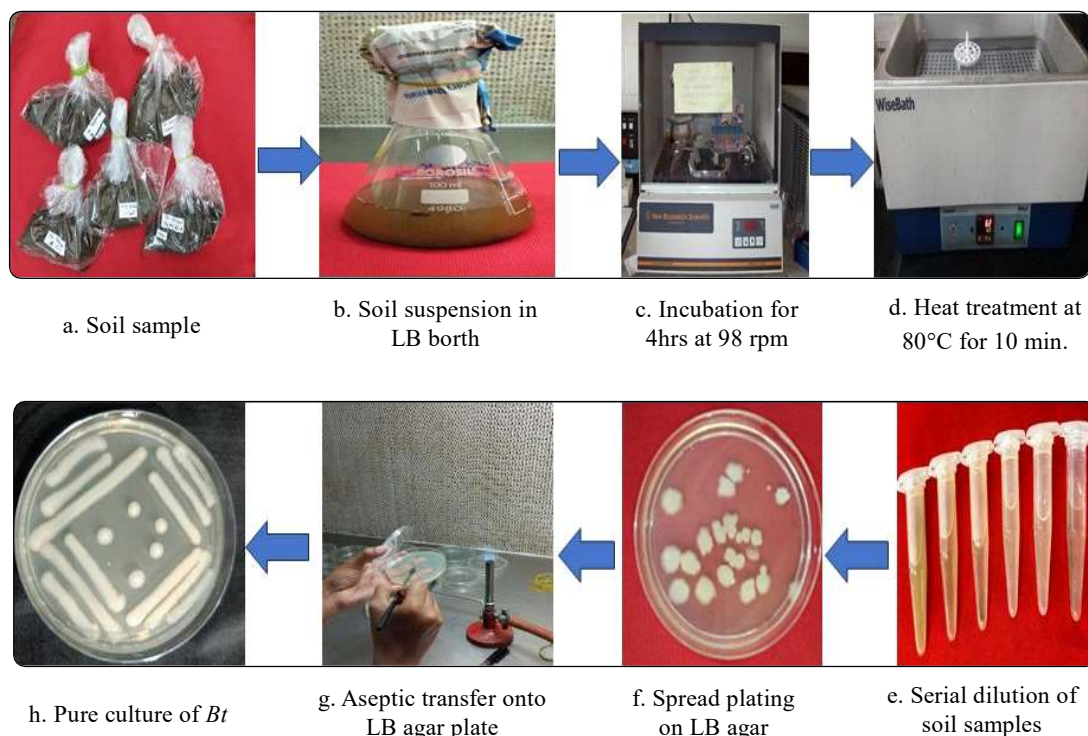 BOROSIL
100 ml
4980
WiseBath
a. Soil sample
b. Soil suspension in
LB borth
c. Incubation for
4hrs at 98 rpm
d. Heat treatment at
80°C for 10 min.
h. Pure culture of Bt
g. Aseptic transfer onto
LB agar plate
f. Spread plating
on LB agar
e. Serial dilution of
soil samples